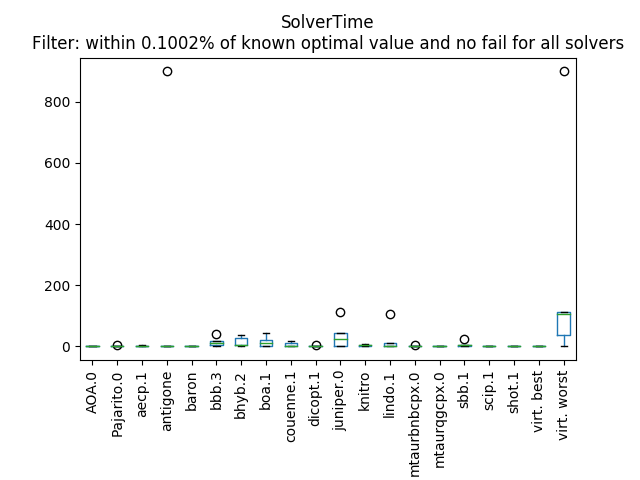 SolverTime
Filter: within 0.1002% of known optimal value and no fail for all solvers
800
600
400
200
0
AOA.0
Pajarito.0
aecp.1
antigone
baron
bbb.3
bhyb.2
boa.1
couenne.1
dicopt.1
juniper.0
knitro
lindo.1
mtaurbnbcpx.0
mtaurqgcpx.0
sbb.1
scip.1
shot.1
virt. best
virt. worst